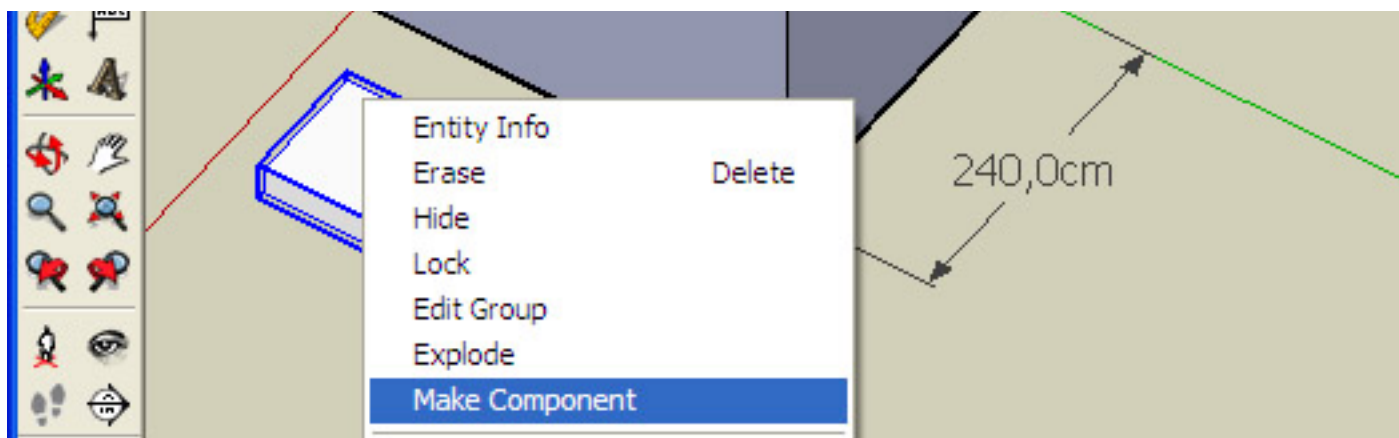 Entity Info
Erase Delete
Hide
Lock
Edit Group
Explode
Make Component
240,0cm